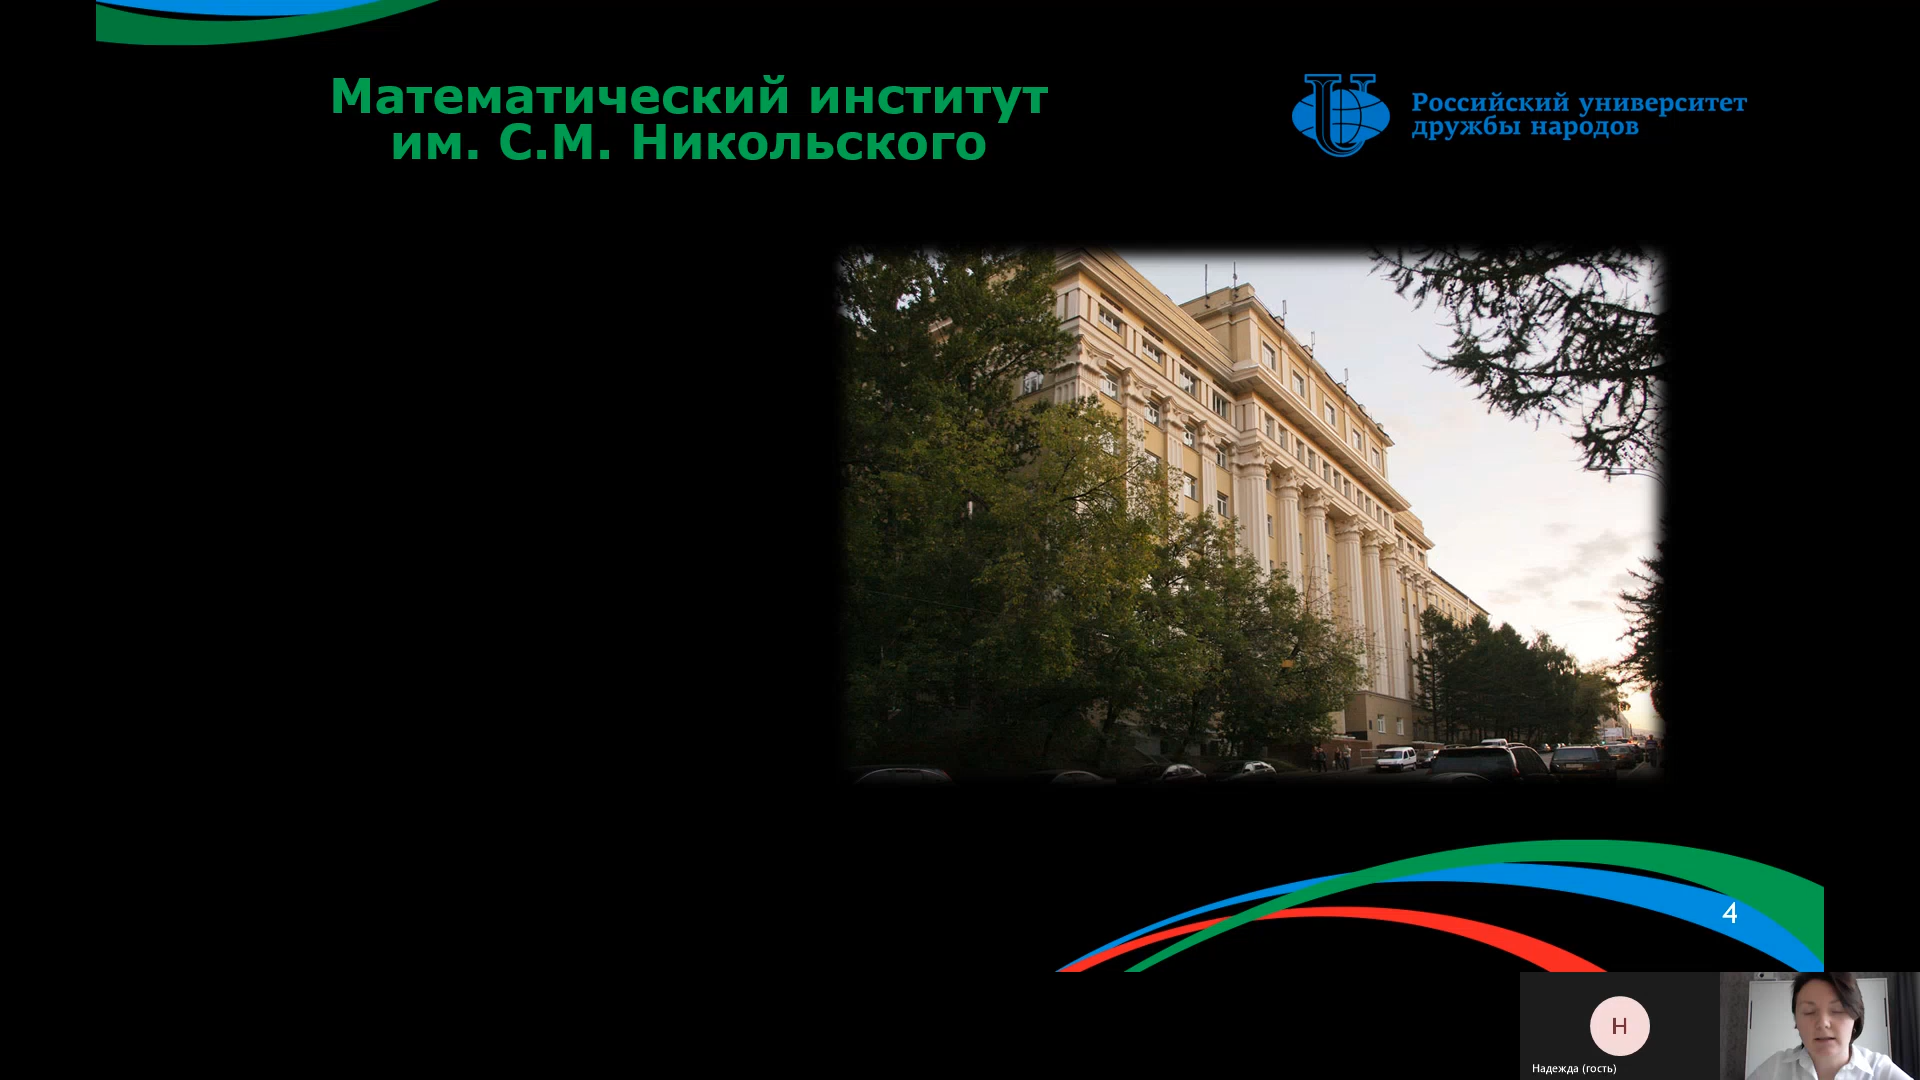 Математический институт
им. С.М. Никольского
Российский университет
дружбы народов
4
Н
Надежда (гость)